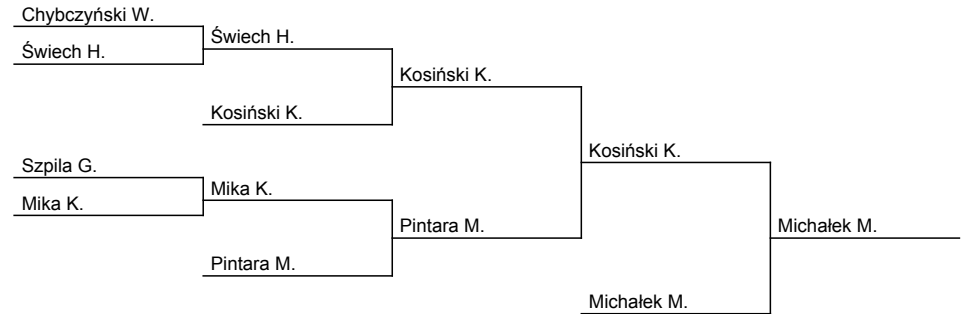 Chybczyński W.
Świech H.
Świech H.
Kosiński K.
Kosiński K.
Szpila G.
Mika K.
Mika K.
Pintara M.
Pintara M.
Kosiński K.
Michałek M.
Michałek M.